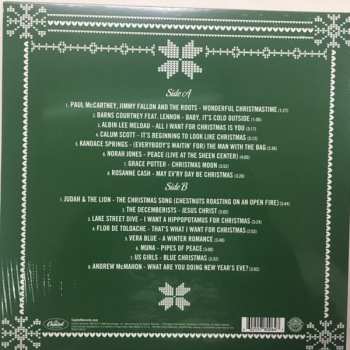 Side A
1. PAUL McCARTNEY, JIMMY FALLON AND THE ROOTS - WONDERFUL CHRISTMASTIME (1:27)
2. BARNS COURTNEY FEAT. LENNON - BABY, IT'S COLD OUTSIDE
3. ALBIN LEE MELDAU - ALL I WANT FOR CHRISTMAS IS YOU (3:17)
4. CALUM SCOTT - IT'S BEGINNING TO LOOK LIKE CHRISTMAS
5. KANDACE SPRINGS - (EVERYBODY'S WAITIN' FOR) THE MAN WITH THE BAG
6. NORAH JONES - PEACE (LIVE AT THE SHEEN CENTER)
7. GRACE POTTER - CHRISTMAS MOON
8. ROSANNE CASH - MAY EV'RY DAY BE CHRISTMAS
Side B
1. JUDAH & THE LION - THE CHRISTMAS SONG (CHESTNUTS ROASTING ON AN OPEN FIRE)
2. THE DECEMBERISTS - JESUS CHRIST
3. LAKE STREET DIVE - I WANT A HIPPOPOTAMUS FOR CHRISTMAS
4. FLOR DE TOLOACHE - THAT'S WHAT I WANT FOR CHRISTMAS
5. VERA BLUE - A WINTER ROMANCE
6. MUNA - PIPES OF PEACE
7. US GIRLS - BLUE CHRISTMAS
8. ANDREW McMAHON - WHAT ARE YOU DOING NEW YEAR'S EVE?
Capitol